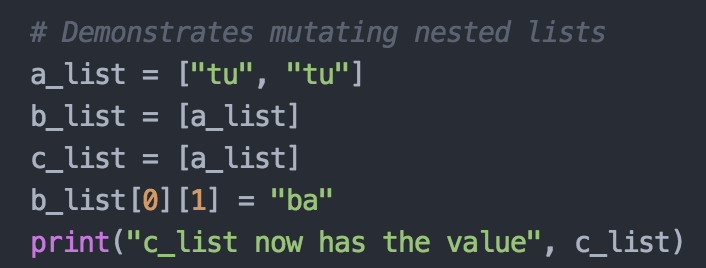 # Demonstrates mutating nested lists
a_list = ["tu", "tu"]
b_list = [a_list]
c_list = [a_list]
b_list[0][1] = "ba"
print("c_list now has the value", c_list)